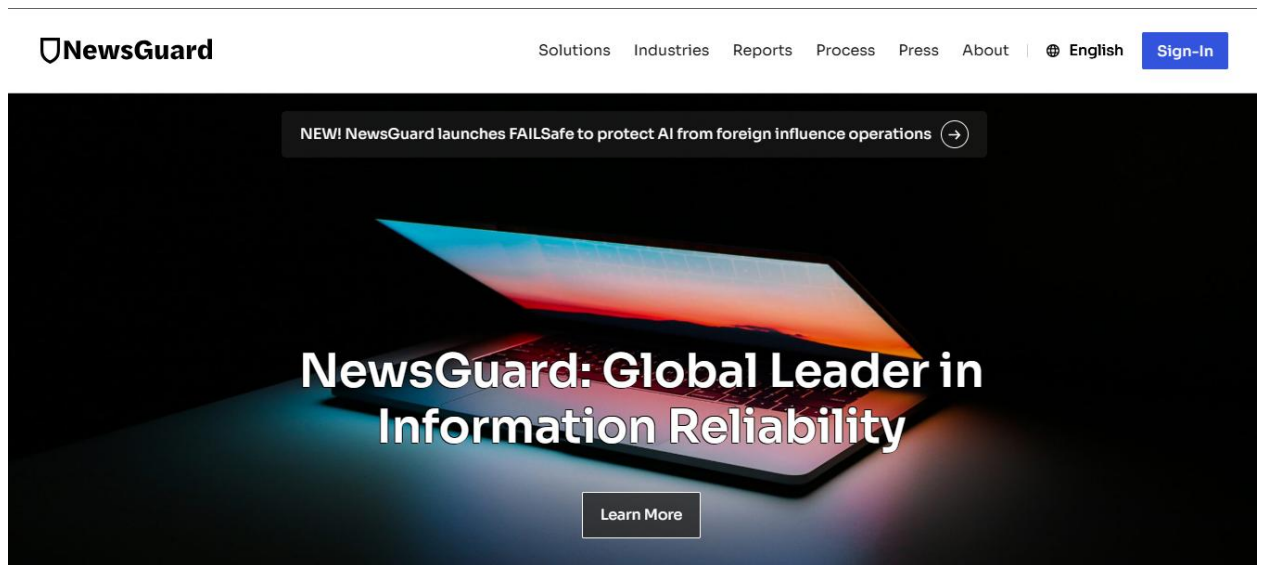 NewsGuard
Solutions Industries Reports Process Press About English Sign-In
NEW! NewsGuard launches FAILSafe to protect AI from foreign influence operations
NewsGuard: Global Leader in
Information Reliability
Learn More